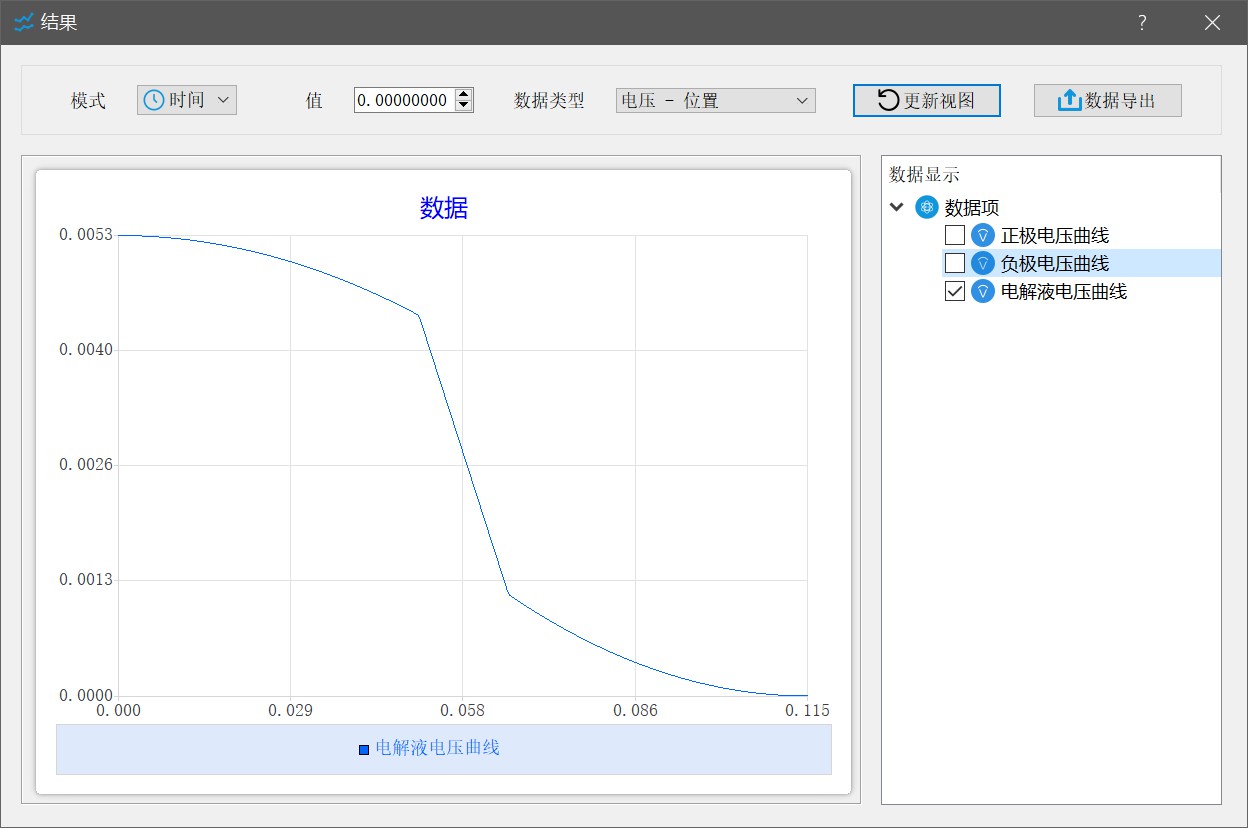 结果
?
模式
时间
值
0.00000000
数据类型
电压 - 位置
更新视图
数据导出
数据
0.0053
0.0040
0.0026
0.0013
0.0000
0.000
0.029
0.058
0.086
0.115
电解液电压曲线
数据显示
数据项
正极电压曲线
负极电压曲线
电解液电压曲线